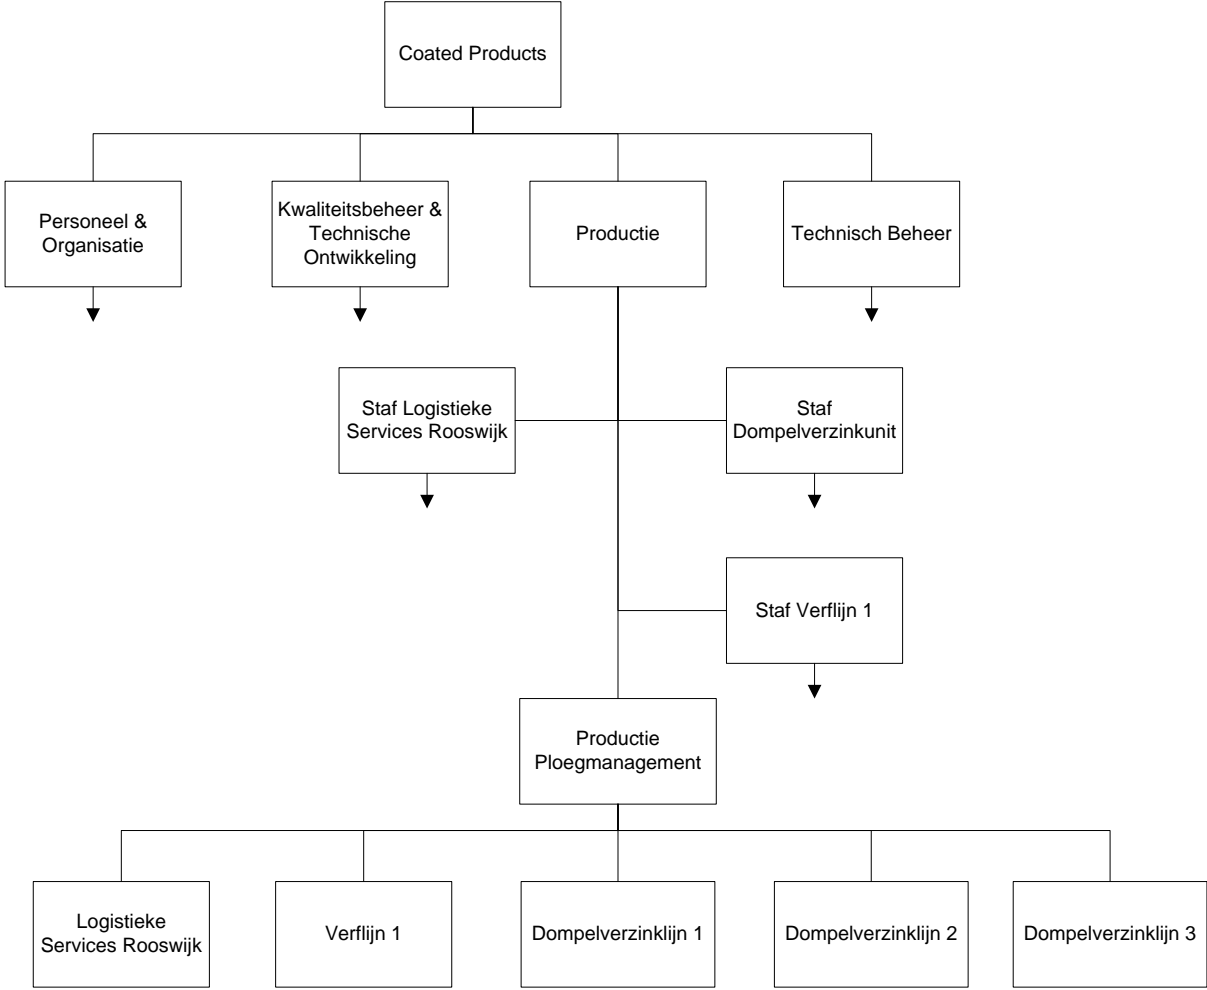 Coated Products
Personeel &
Organisatie
Kwaliteitsbeheer &
Technische
Ontwikkeling
Productie
Technisch Beheer
Staf Logistieke
Services Rooswijk
Staf
Dompelverzinkunit
Staf Verflijn 1
Productie
Ploegmanagement
Logistieke
Services Rooswijk
Verflijn 1
Dompelverzinklijn 1
Dompelverzinklijn 2
Dompelverzinklijn 3